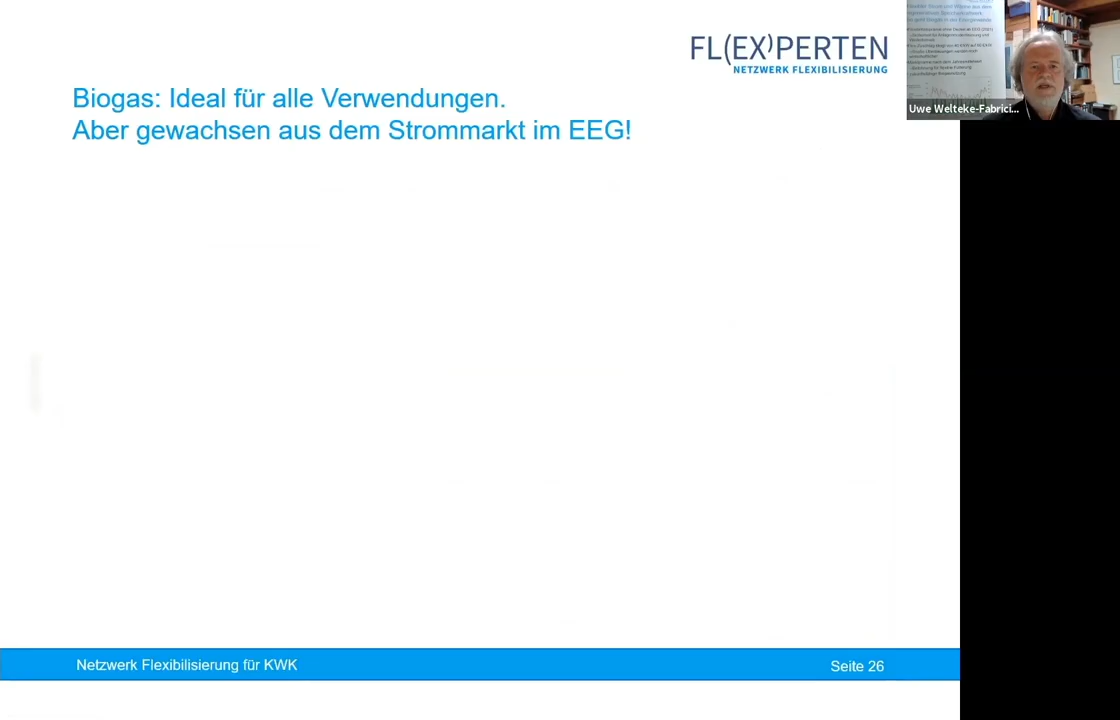 FL(EX)PERTEN
NETZWERK FLEXIBILISIERUNG
Biogas: Ideal für alle Verwendungen.
Aber gewachsen aus dem Strommarkt im EEG!
Uwe Welteke-Fabrici...
Netzwerk Flexibilisierung für KWK
Seite 26